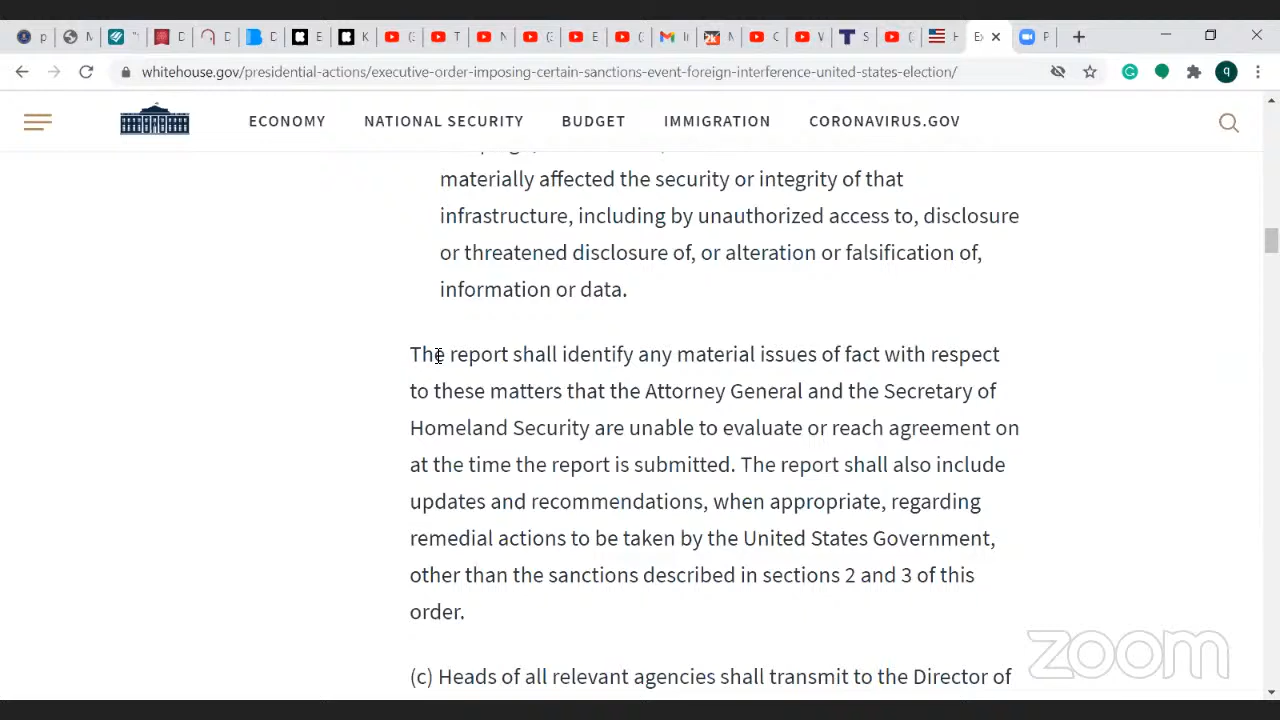 whitehouse.gov/presidential-actions/executive-order-imposing-certain-sanctions-event-foreign-interference-united-states-election/
ECONOMY NATIONAL SECURITY BUDGET IMMIGRATION CORONAVIRUS.GOV
materially affected the security or integrity of that
infrastructure, including by unauthorized access to, disclosure
or threatened disclosure of, or alteration or falsification of,
information or data.
The report shall identify any material issues of fact with respect
to these matters that the Attorney General and the Secretary of
Homeland Security are unable to evaluate or reach agreement on
at the time the report is submitted. The report shall also include
updates and recommendations, when appropriate, regarding
remedial actions to be taken by the United States Government,
other than the sanctions described in sections 2 and 3 of this
order.
zoom
(c) Heads of all relevant agencies shall transmit to the Director of